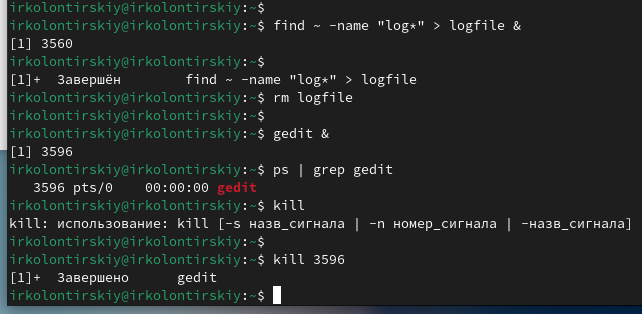 irkolontirskiy@irkolontirskiy:~$
irkolontirskiy@irkolontirskiy:~$ find ~ -name "log*" > logfile &
[1] 3560
irkolontirskiy@irkolontirskiy:~$
[1]+  Завершён        find ~ -name "log*" > logfile
irkolontirskiy@irkolontirskiy:~$ rm logfile
irkolontirskiy@irkolontirskiy:~$
irkolontirskiy@irkolontirskiy:~$ gedit &
[1] 3596
irkolontirskiy@irkolontirskiy:~$ ps | grep gedit
   3596 pts/0    00:00:00 gedit
irkolontirskiy@irkolontirskiy:~$ kill
kill: использование: kill [-s назв_сигнала | -n номер_сигнала | -назв_сигнала]
irkolontirskiy@irkolontirskiy:~$
irkolontirskiy@irkolontirskiy:~$ kill 3596
[1]+  Завершено      gedit
irkolontirskiy@irkolontirskiy:~$